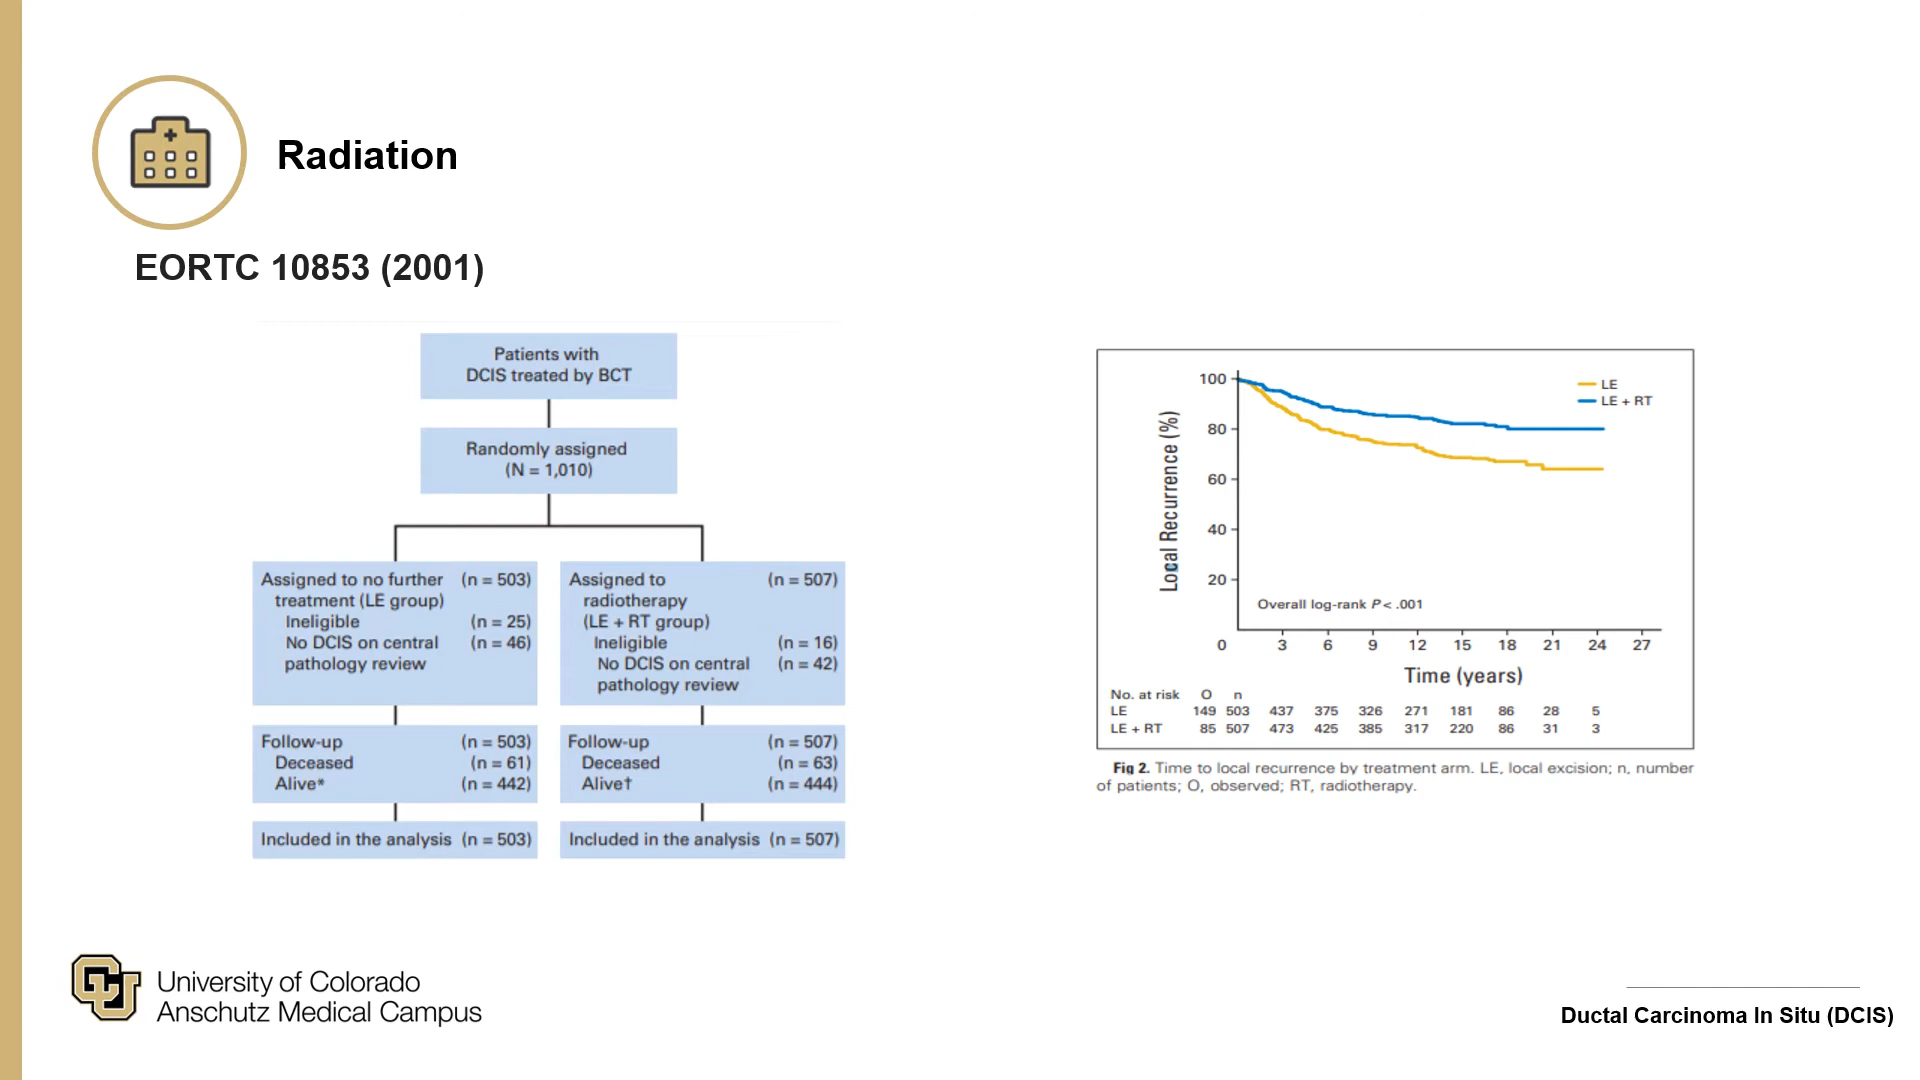 Radiation
EORTC 10853 (2001)
Patients with
DCIS treated by BCT
Randomly assigned
(N = 1,010)
Assigned to no further (n = 503)
treatment (LE group)
Ineligible (n = 25)
No DCIS on central (n = 46)
pathology review
Assigned to (n = 507)
radiotherapy
(LE + RT group)
Ineligible (n = 16)
No DCIS on central (n = 42)
pathology review
Follow-up (n = 503)
Deceased (n = 61)
Alive* (n = 442)
Follow-up (n = 507)
Deceased (n = 63)
Alive† (n = 444)
Included in the analysis (n = 503)
Included in the analysis (n = 507)
Local Recurrence (%)
100
80
60
40
20
LE
LE + RT
Overall log-rank P < .001
0 3 6 9 12 15 18 21 24 27
Time (years)
No. at risk O n
LE 149 503 437 375 326 271 181 86 28 5
LE + RT 85 507 473 425 385 317 220 86 31 3
Fig 2. Time to local recurrence by treatment arm. LE, local excision; n, number
of patients; O, observed; RT, radiotherapy.
CU
University of Colorado
Anschutz Medical Campus
Ductal Carcinoma In Situ (DCIS)